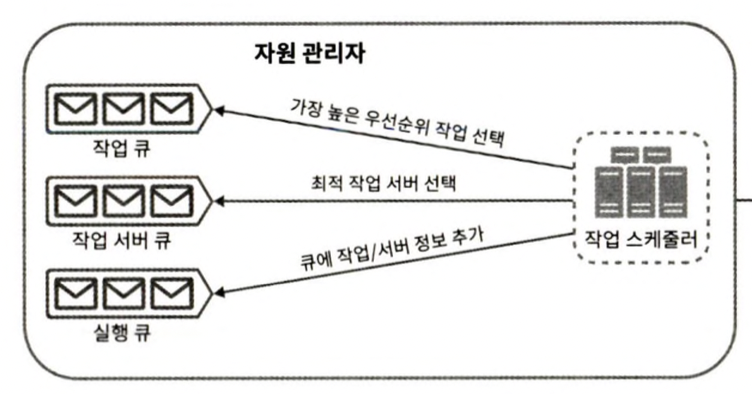 자원 관리자
가장 높은 우선순위 작업 선택
작업 큐
최적 작업 서버 선택
작업 서버 큐
작업 스케줄러
큐에 작업/서버 정보 추가
실행 큐